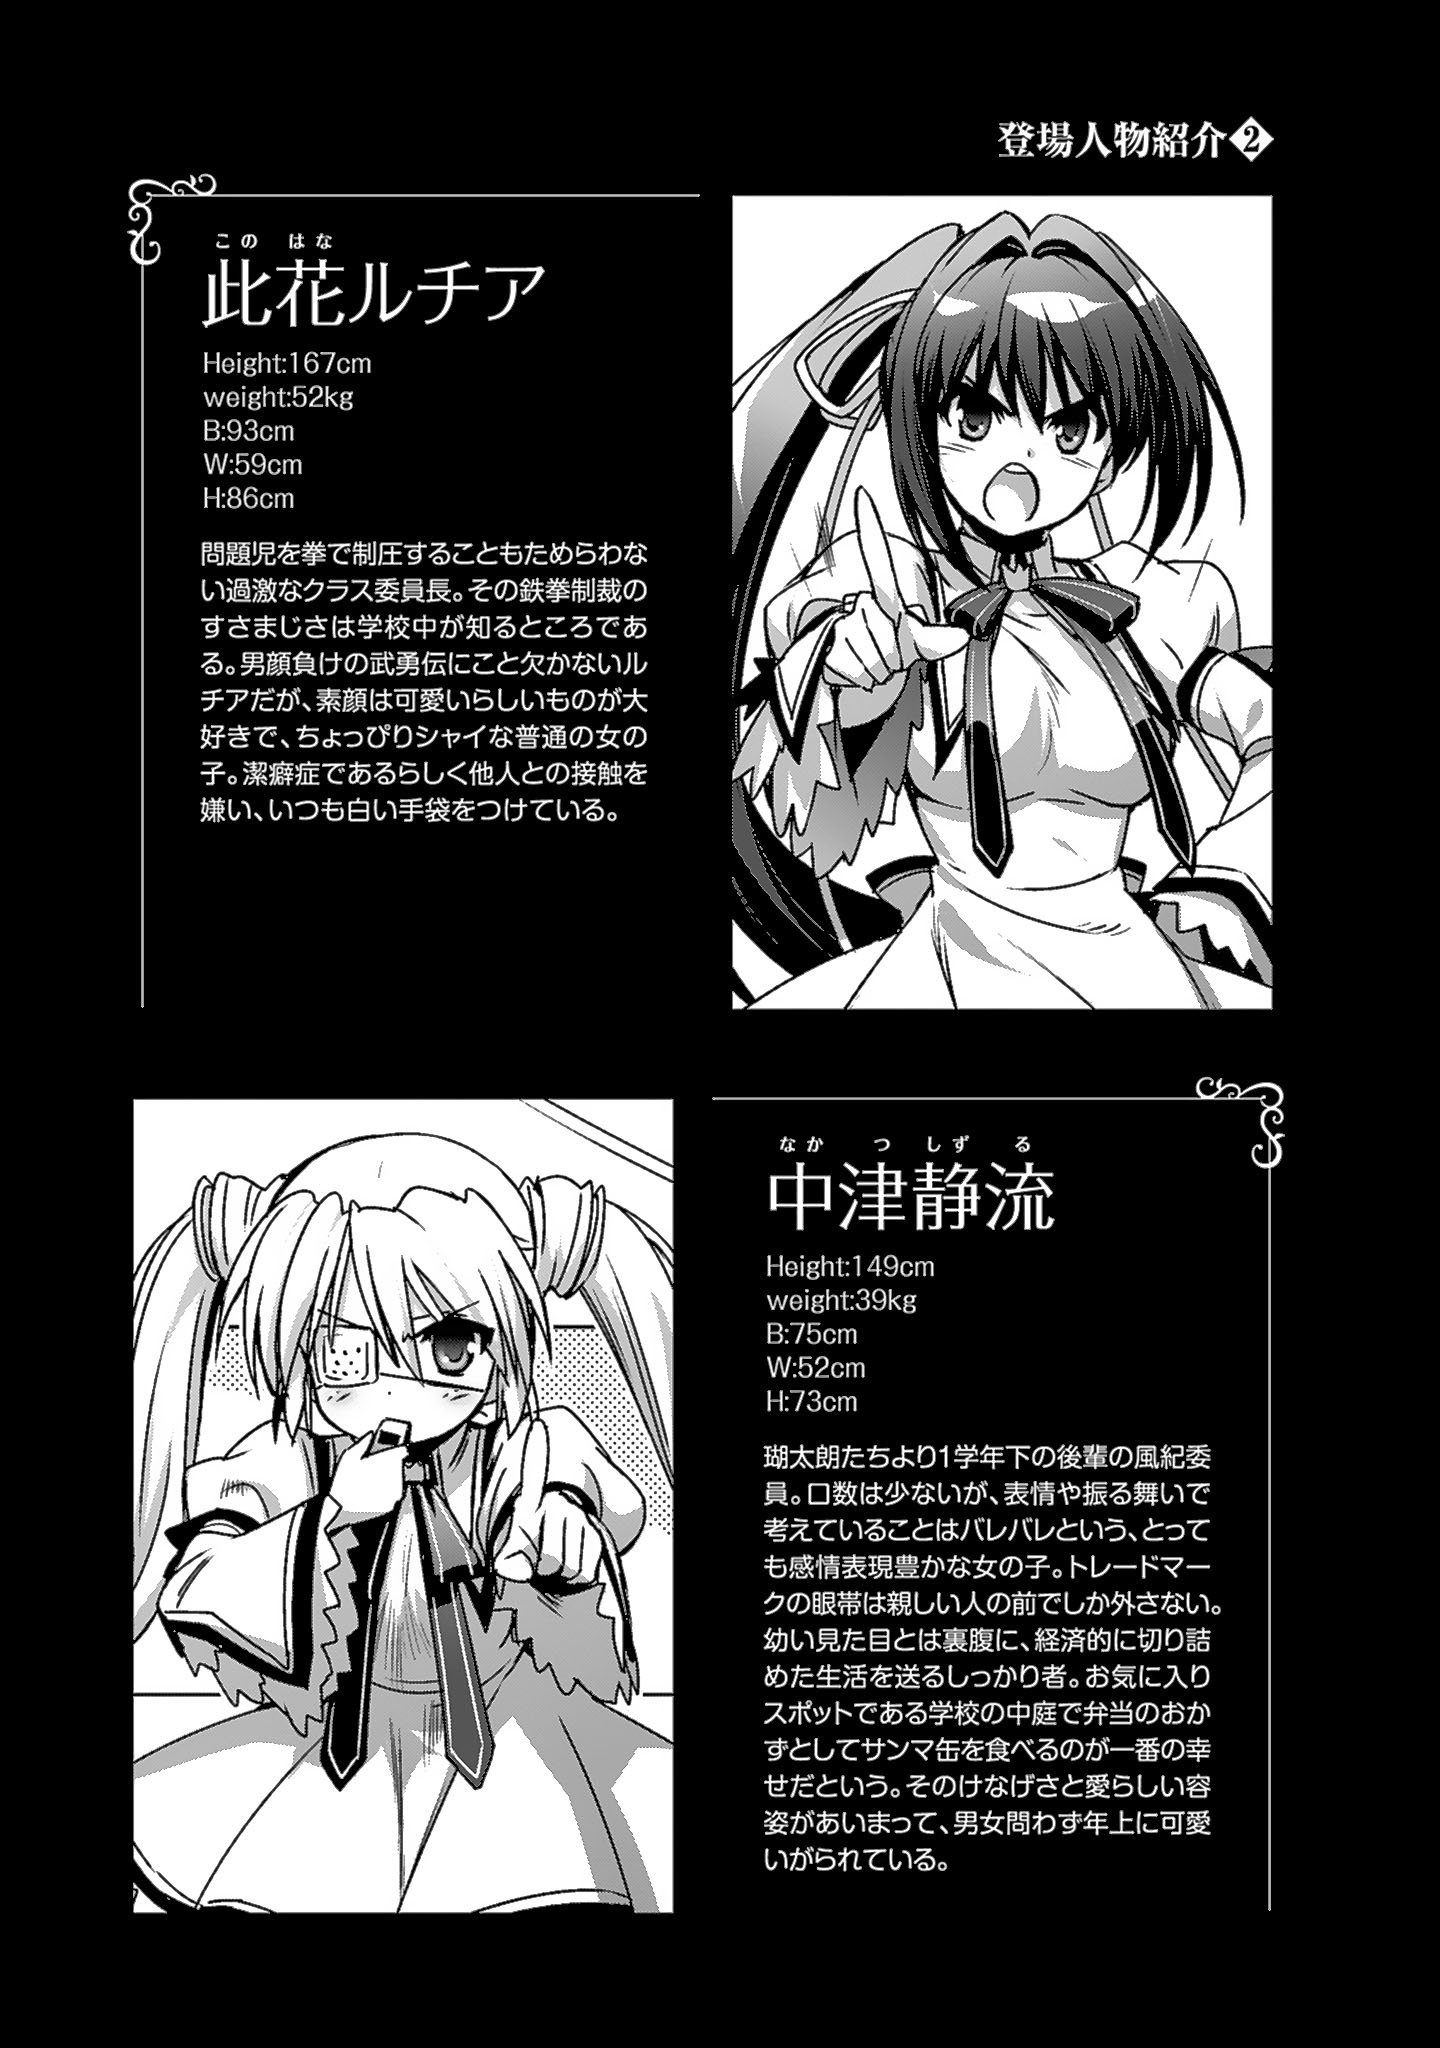 登場人物紹介2
このはな
此花ルチア
Height:167cm
weight:52kg
B:93cm
W:59cm
H:86cm
問題児を拳で制圧することもためらわな
い過激なクラス委員長。その鉄拳制裁の
すさまじさは学校中が知るところであ
る。男顔負けの武勇伝にこと欠かないル
チアだが、素顔は可愛いらしいものが大
好きで、ちょっぴりシャイな普通の女の
子。潔癖症であるらしく他人との接触を
嫌い、いつも白い手袋をつけている。
なかつしずる
中津静流
Height:149cm
weight:39kg
B:75cm
W:52cm
H:73cm
瑚太朗たちより1学年下の後輩の風紀委
員。口数は少ないが、表情や振る舞いで
考えていることはバレバレという、とって
も感情表現豊かな女の子。トレードマー
クの眼帯は親しい人の前でしか外さない。
幼い見た目とは裏腹に、経済的に切り詰
めた生活を送るしっかり者。お気に入り
スポットである学校の中庭で弁当のおか
ずとしてサンマ缶を食べるのが一番の幸
せだという。そのけなげさと愛らしい容
姿があいまって、男女問わず年上に可愛
いがられている。